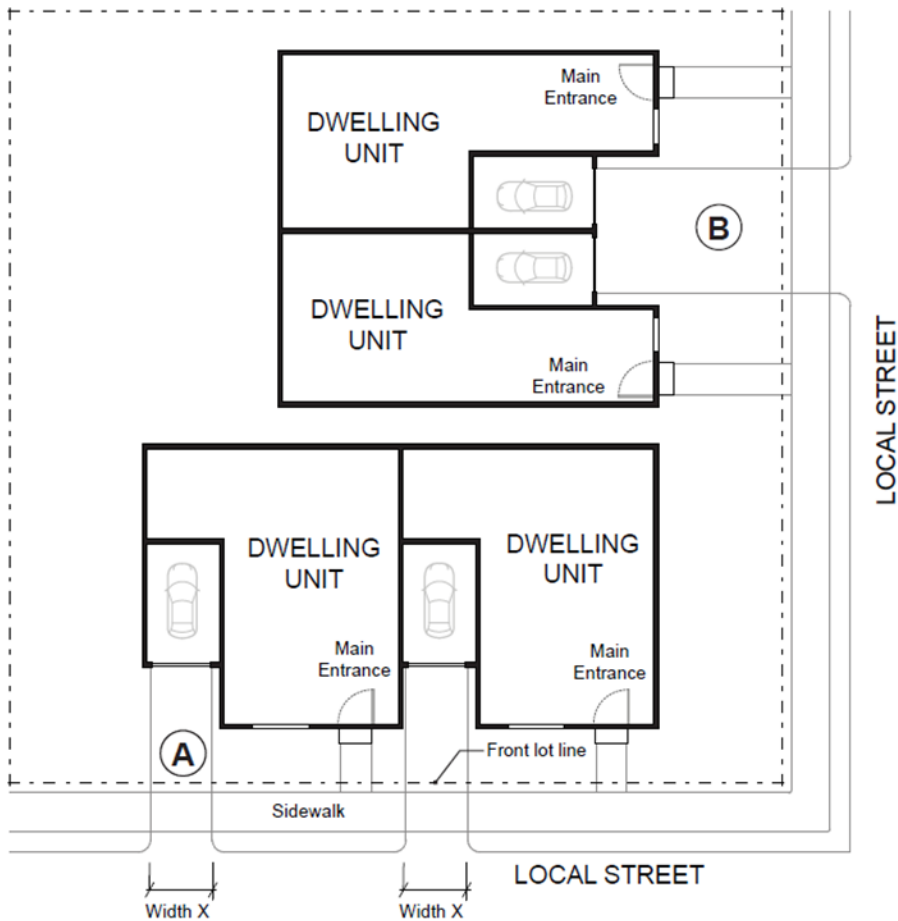 Main
Entrance
DWELLING
UNIT
B
DWELLING
UNIT
Main
Entrance
LOCAL STREET
DWELLING
UNIT
DWELLING
UNIT
Main
Entrance
Main
Entrance
A
Front lot line
Sidewalk
LOCAL STREET
Width X
Width X